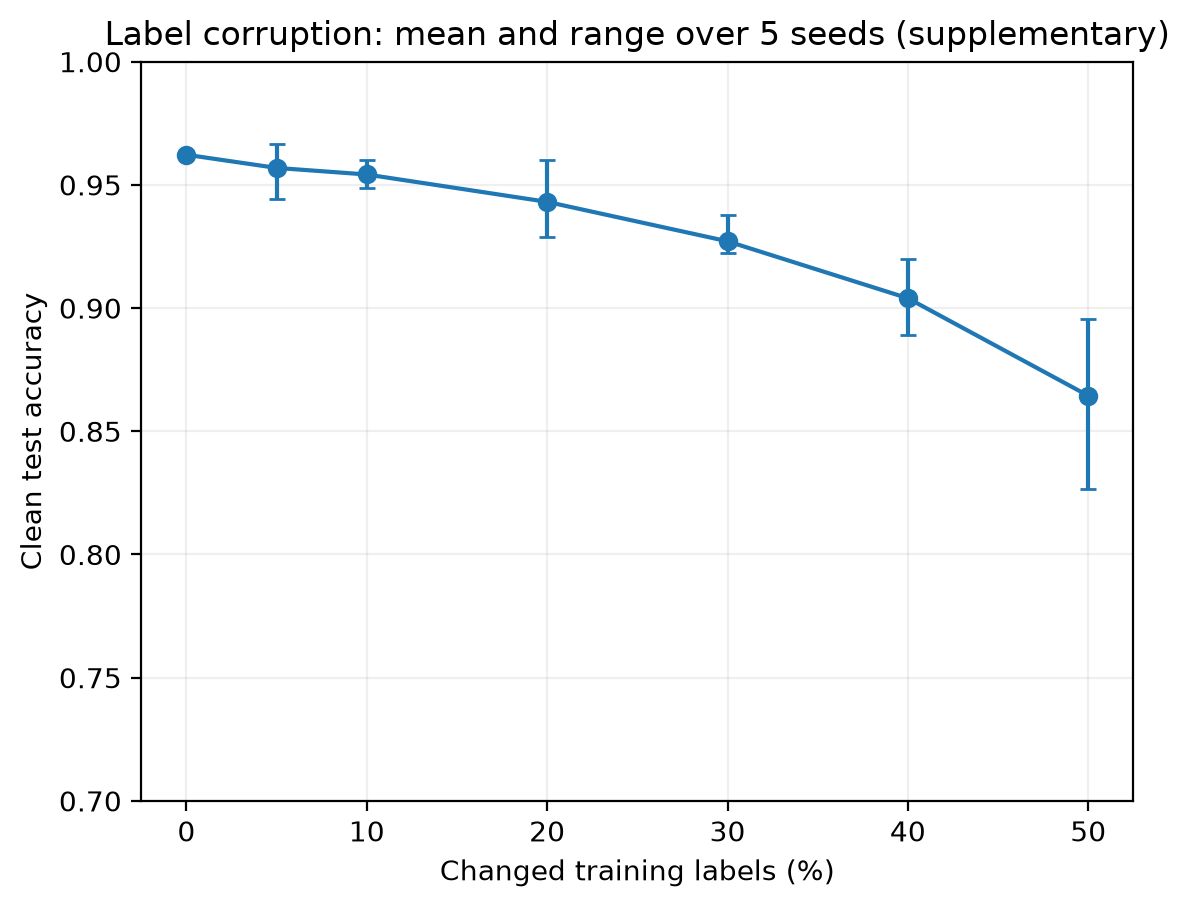 Label corruption: mean and range over 5 seeds (supplementary)
1.00
0.95
0.90
0.85
0.80
0.75
0.70
Clean test accuracy
0 10 20 30 40 50
Changed training labels (%)